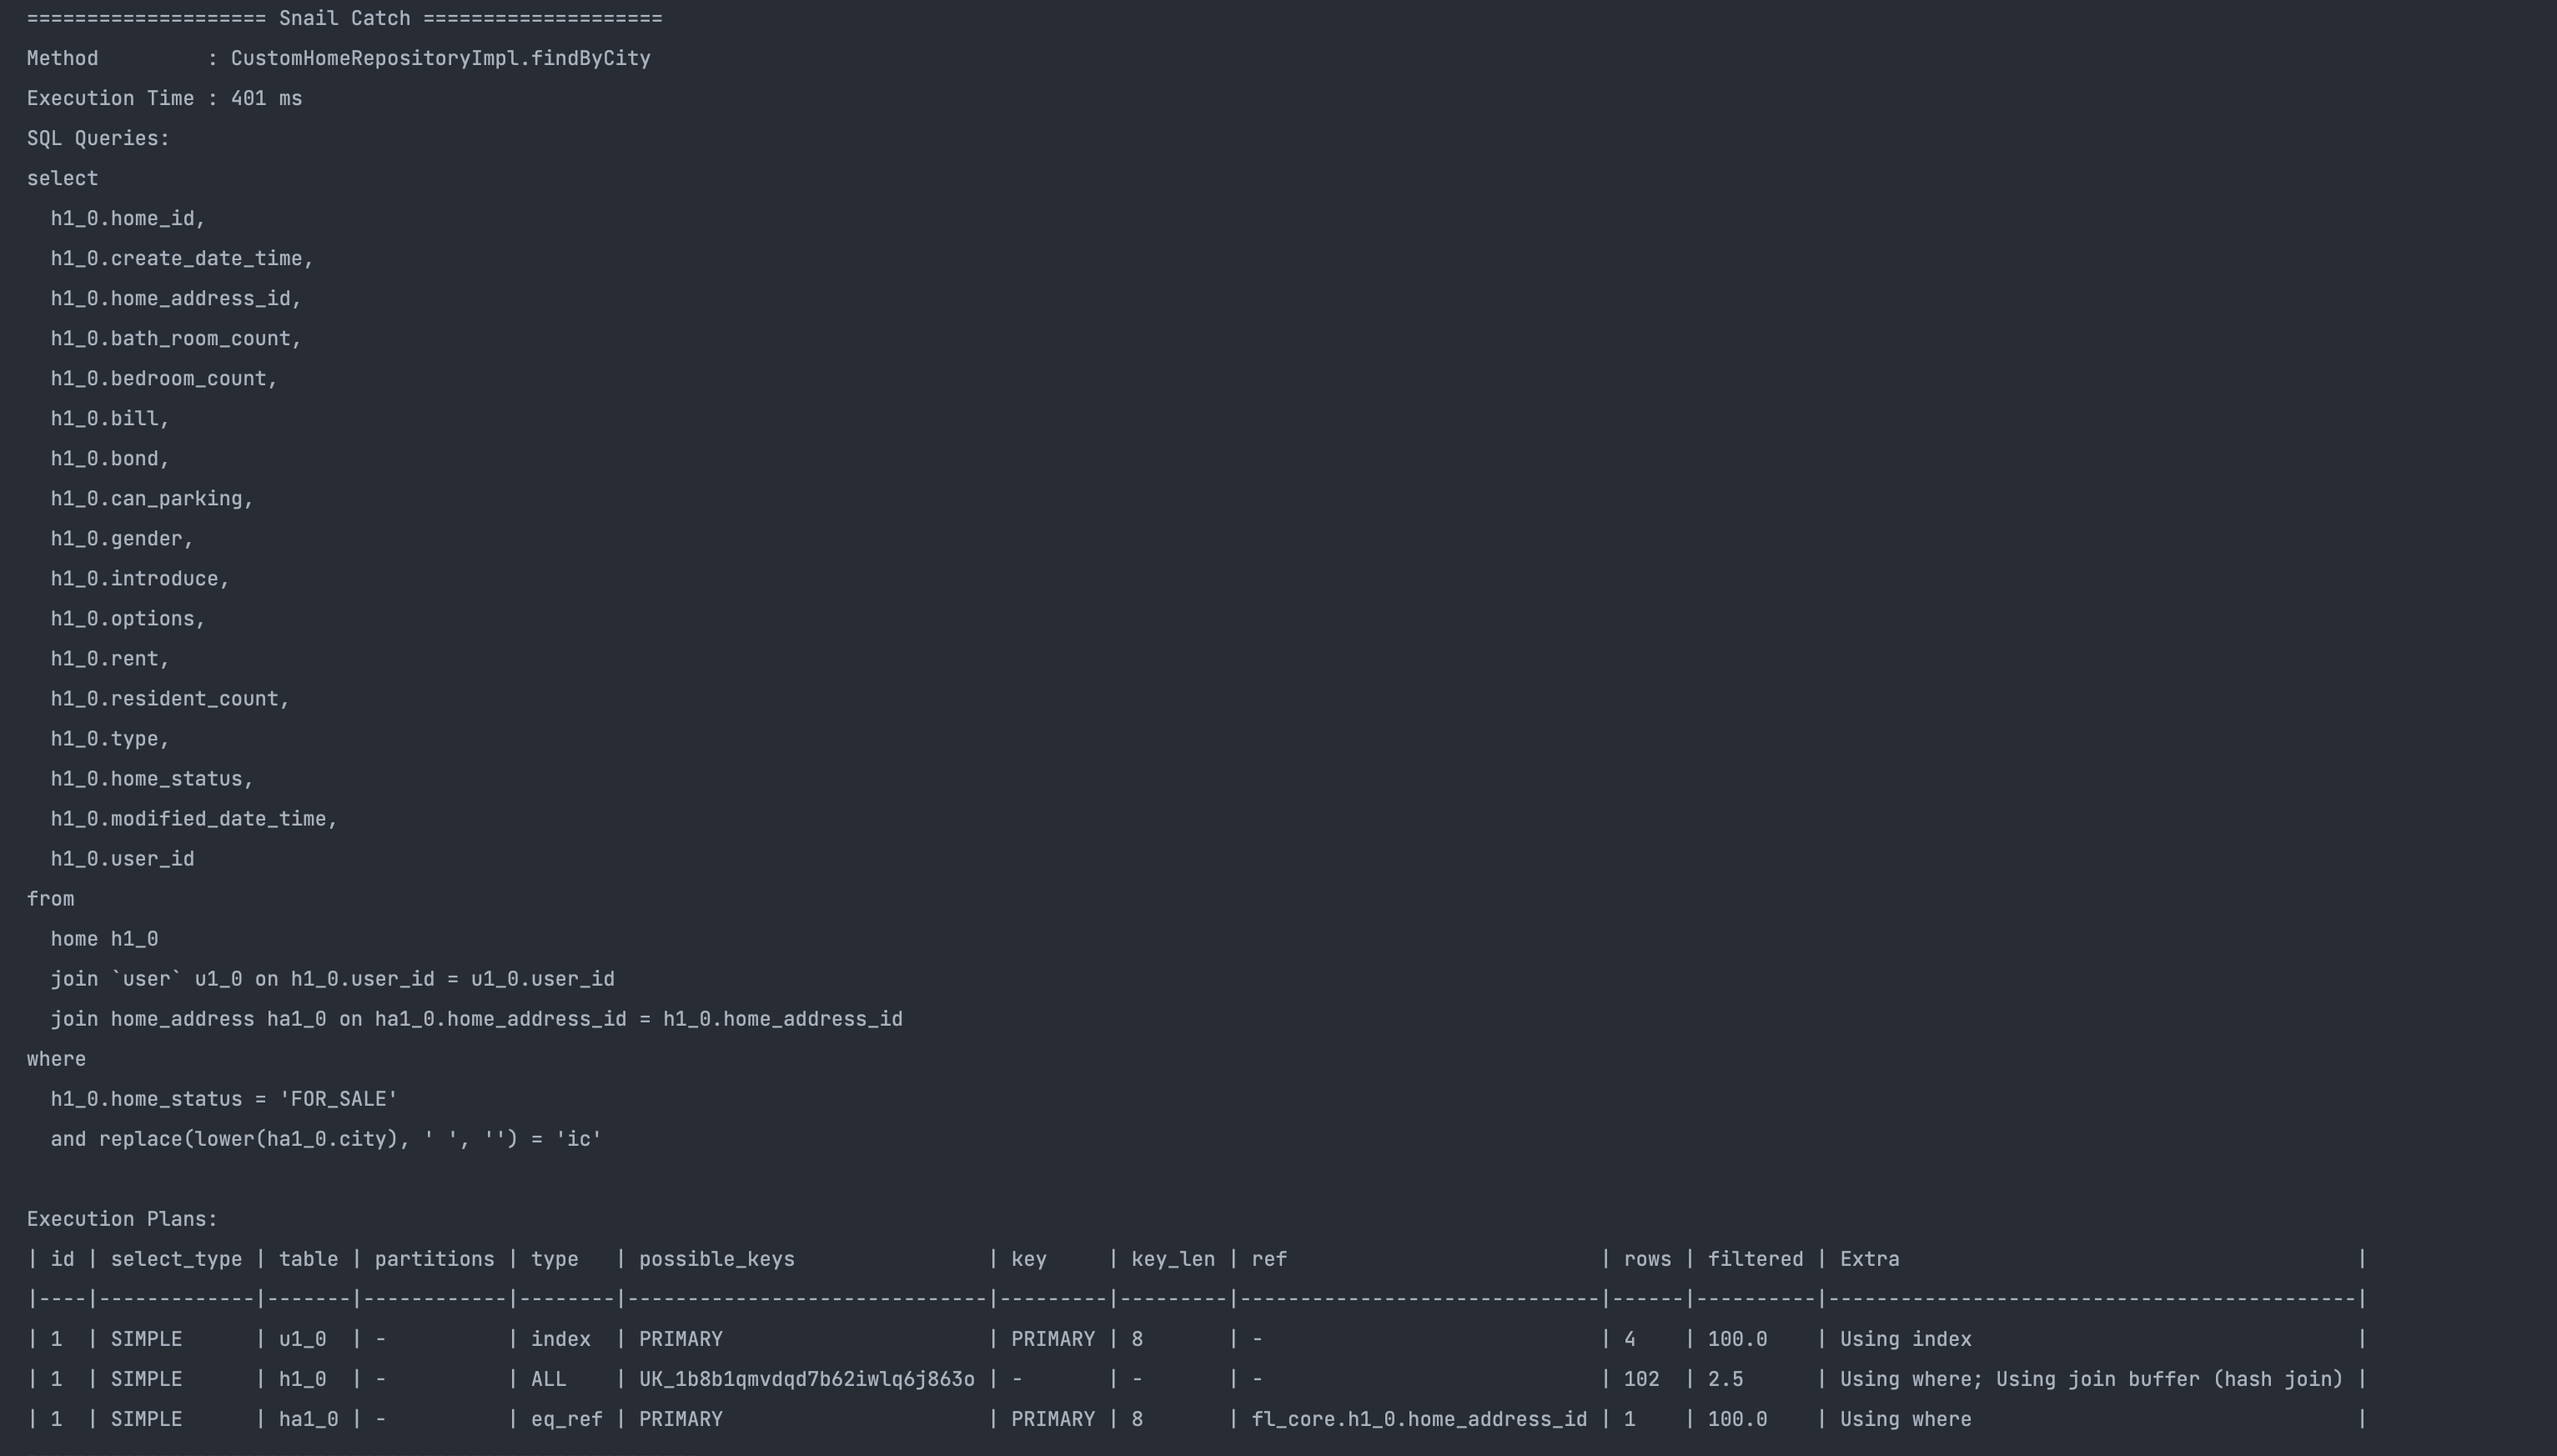 ==================== Snail Catch ====================
Method         : CustomHomeRepositoryImpl.findByCity
Execution Time : 401 ms
SQL Queries:
select
  h1_0.home_id,
  h1_0.create_date_time,
  h1_0.home_address_id,
  h1_0.bath_room_count,
  h1_0.bedroom_count,
  h1_0.bill,
  h1_0.bond,
  h1_0.can_parking,
  h1_0.gender,
  h1_0.introduce,
  h1_0.options,
  h1_0.rent,
  h1_0.resident_count,
  h1_0.type,
  h1_0.home_status,
  h1_0.modified_date_time,
  h1_0.user_id
from
  home h1_0
  join `user` u1_0 on h1_0.user_id = u1_0.user_id
  join home_address ha1_0 on ha1_0.home_address_id = h1_0.home_address_id
where
  h1_0.home_status = 'FOR_SALE'
  and replace(lower(ha1_0.city), ' ', '') = 'ic'

Execution Plans:
| id | select_type | table | partitions | type   | possible_keys                | key     | key_len | ref                          | rows | filtered | Extra                                      |
|----|-------------|-------|------------|--------|------------------------------|---------|---------|------------------------------|------|----------|--------------------------------------------|
| 1  | SIMPLE      | u1_0  | -          | index  | PRIMARY                      | PRIMARY | 8       | -                            | 4    | 100.0    | Using index                                |
| 1  | SIMPLE      | h1_0  | -          | ALL    | UK_1b8b1qmvdqd7b62iwlq6j863o | -       | -       | -                            | 102  | 2.5      | Using where; Using join buffer (hash join) |
| 1  | SIMPLE      | ha1_0 | -          | eq_ref | PRIMARY                      | PRIMARY | 8       | fl_core.h1_0.home_address_id | 1    | 100.0    | Using where                                |